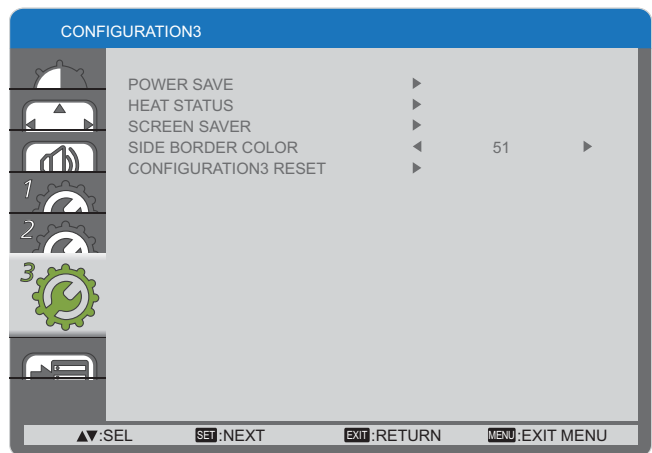 CONFIGURATION3
POWER SAVE
HEAT STATUS
SCREEN SAVER
SIDE BORDER COLOR 51
CONFIGURATION3 RESET
1
2
3
▲▼:SEL SET:NEXT EXIT:RETURN MENU:EXIT MENU